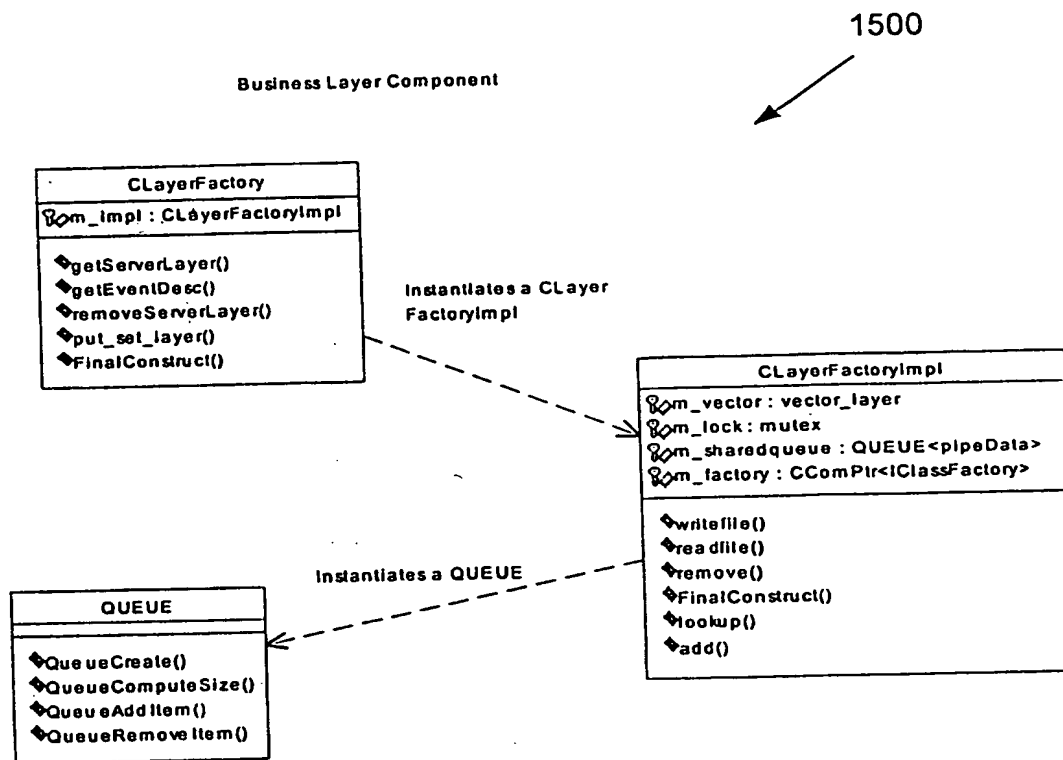 1500
Business Layer Component
CLayerFactory
m_impl : CLayerFactoryImpl
getServerLayer()
getEventDesc()
removeServerLayer()
put_set_layer()
FinalConstruct()
Instantiates a CLayer
FactoryImpl
CLayerFactoryImpl
m_vector : vector_layer
m_lock : mutex
m_sharedqueue : QUEUE<pipeData>
m_factory : CComPtr<IClassFactory>
writefile()
readfile()
remove()
FinalConstruct()
lookup()
add()
Instantiates a QUEUE
QUEUE
QueueCreate()
QueueComputeSize()
QueueAddItem()
QueueRemoveItem()